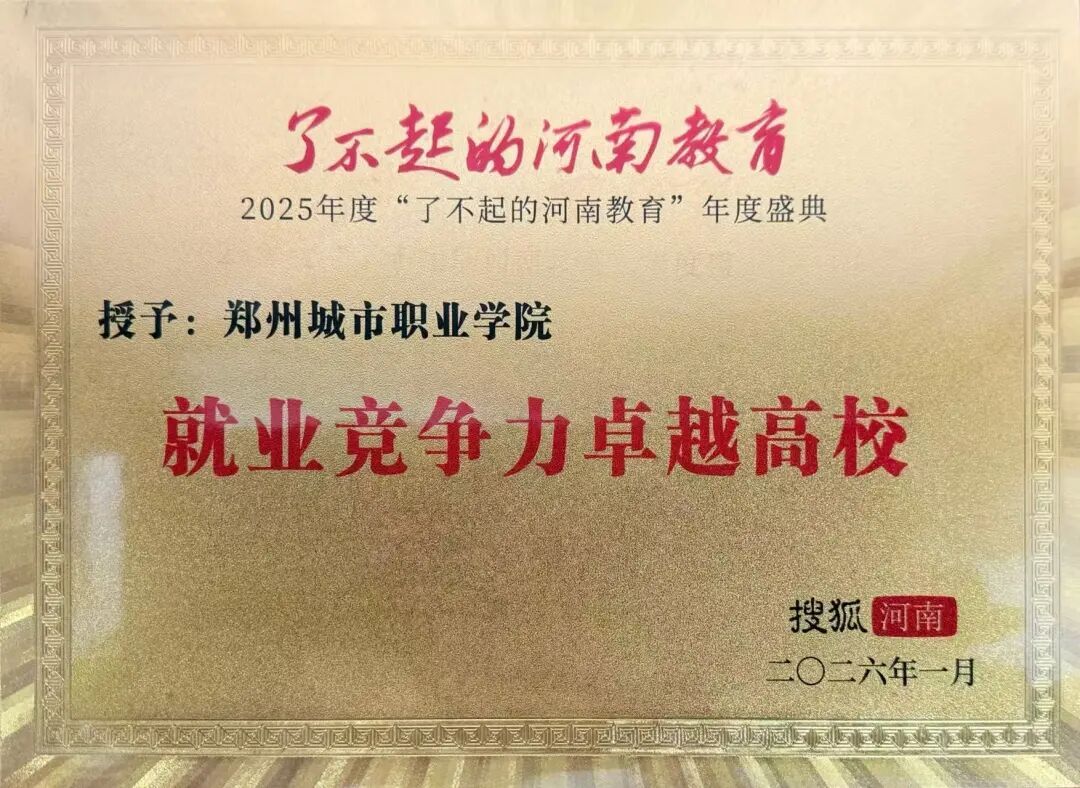 了不起的河南教育
2025年度“了不起的河南教育”年度盛典
授予：郑州城市职业学院
就业竞争力卓越高校
搜狐河南
二〇二六年一月